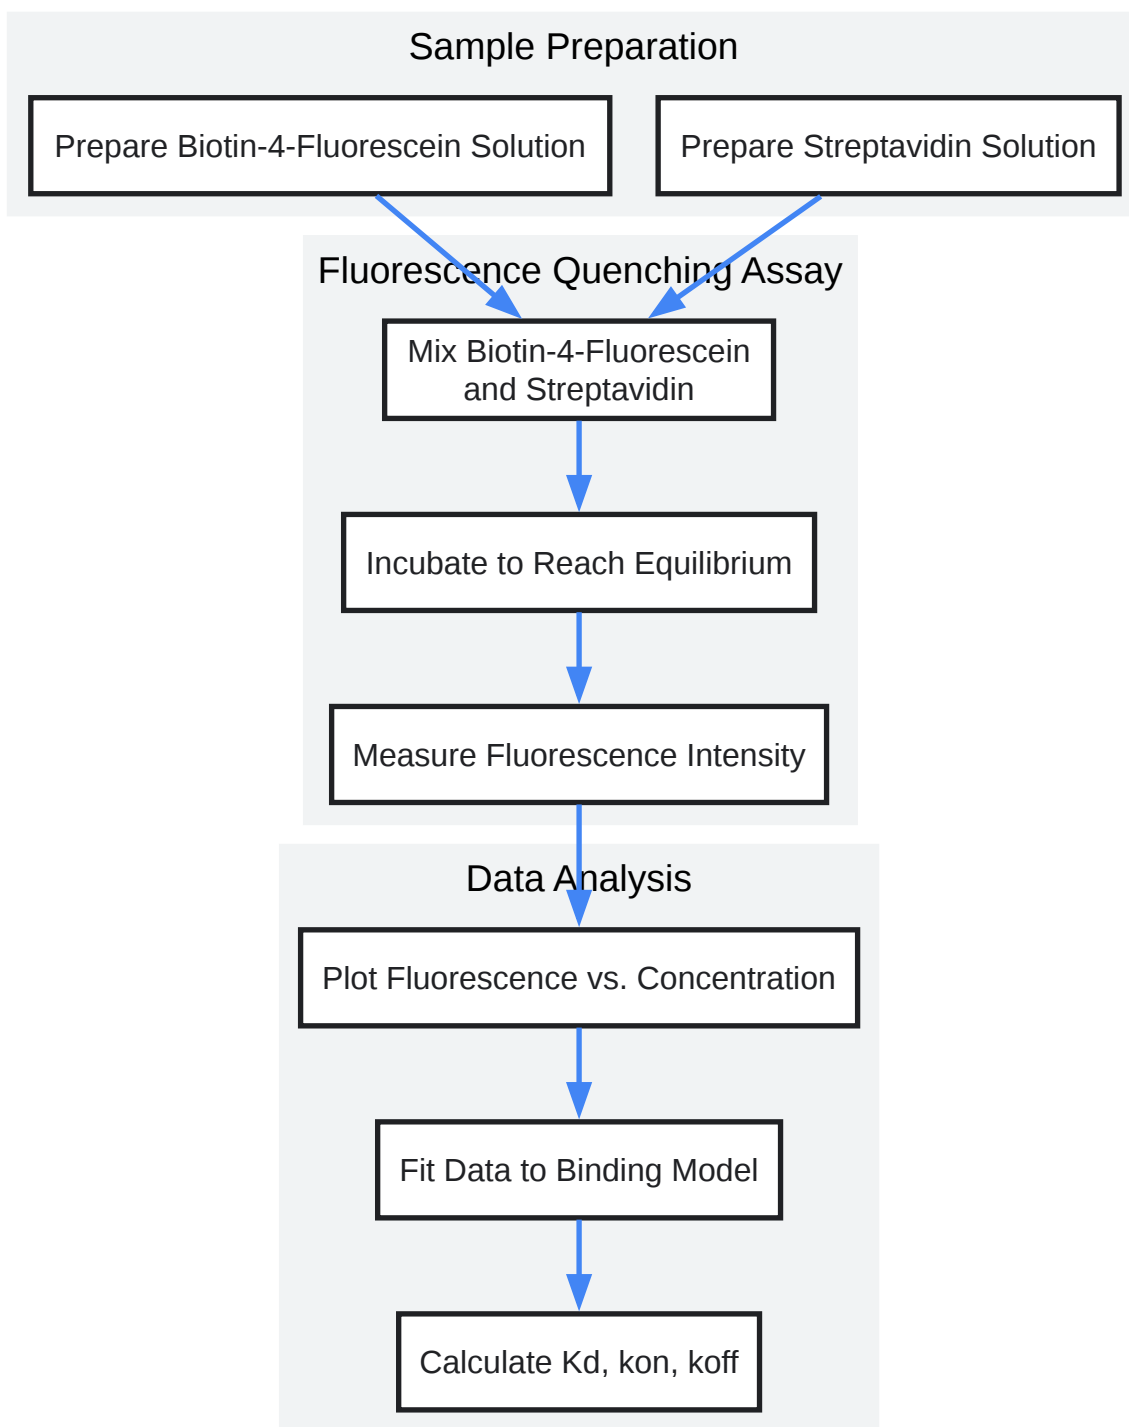 Sample Preparation
Prepare Biotin-4-Fluorescein Solution
Prepare Streptavidin Solution
Fluorescence Quenching Assay
Mix Biotin-4-Fluorescein
and Streptavidin
Incubate to Reach Equilibrium
Measure Fluorescence Intensity
Data Analysis
Plot Fluorescence vs. Concentration
Fit Data to Binding Model
Calculate Kd, kon, koff